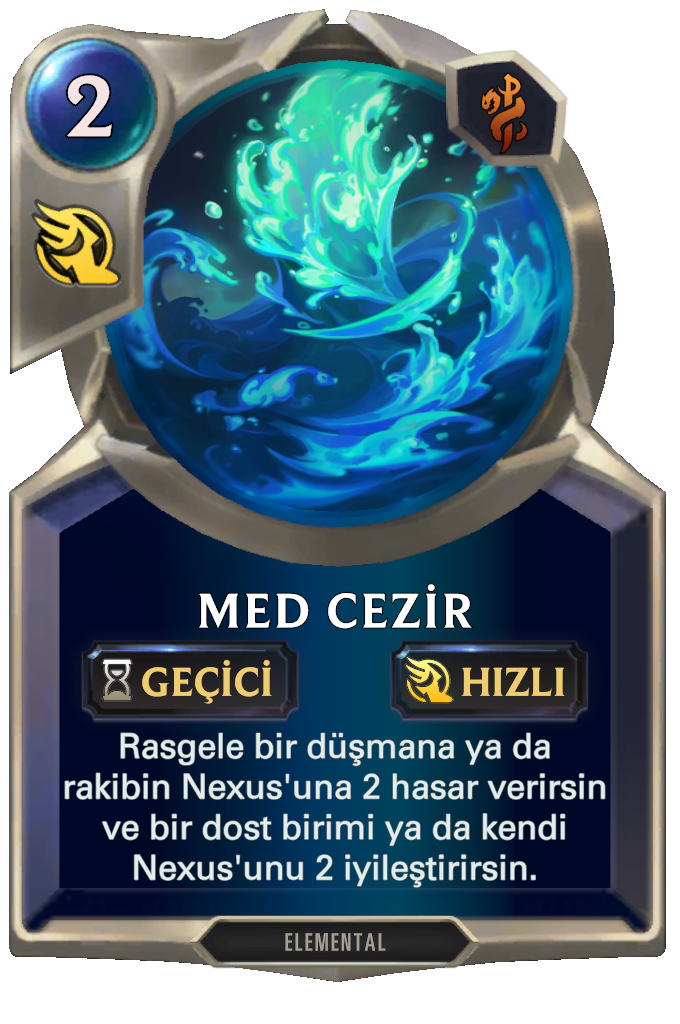 2
MED CEZİR
GEÇİCİ
HIZLI
Rasgele bir düşmana ya da
rakibin Nexus'una 2 hasar verirsin
ve bir dost birimi ya da kendi
Nexus'unu 2 iyileştirirsin.
ELEMENTAL